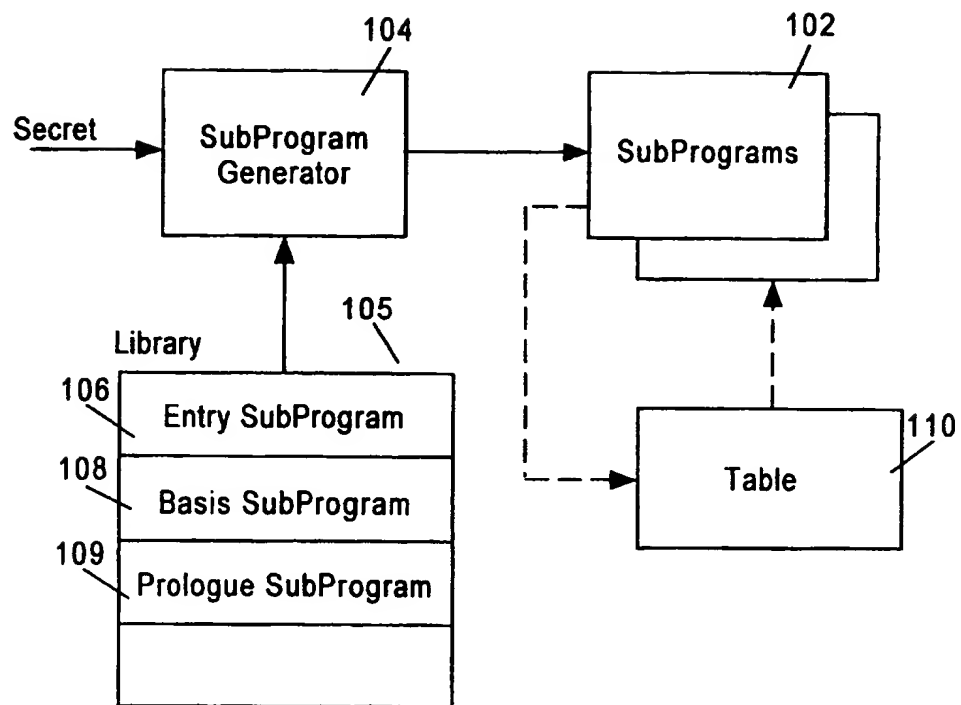 104
102
Secret
SubProgram
Generator
SubPrograms
105
Library
106
Entry SubProgram
110
108
Basis SubProgram
Table
109
Prologue SubProgram